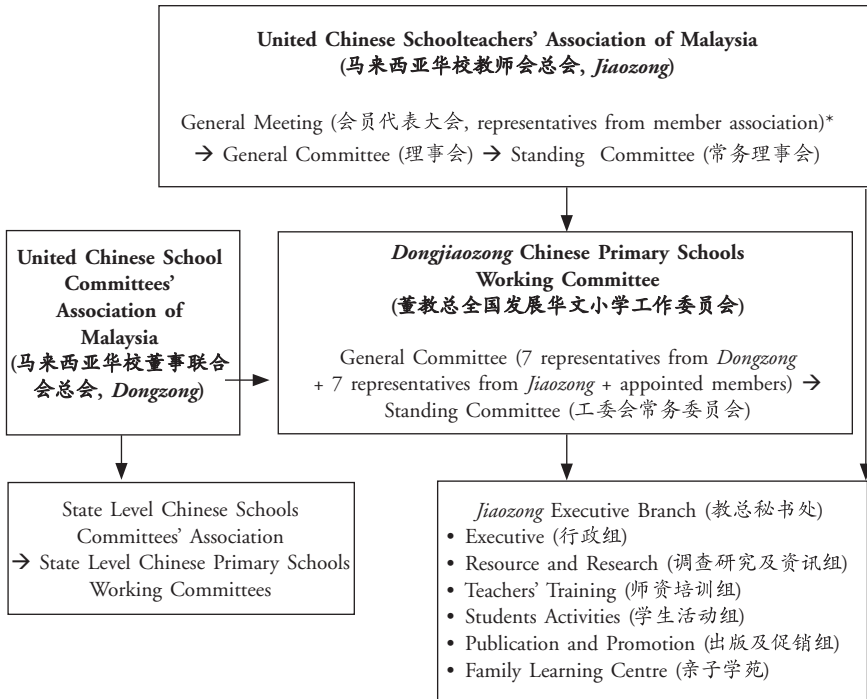 United Chinese Schoolteachers' Association of Malaysia
(马来西亚华校教师会总会, Jiaozong)
General Meeting (会员代表大会, representatives from member association)*
→ General Committee (理事会) → Standing Committee (常务理事会)
United Chinese School
Committees'
Association of
Malaysia
(马来西亚华校董事联合
会总会, Dongzong)
Dongjiaozong Chinese Primary Schools
Working Committee
(董教总全国发展华文小学工作委员会)
General Committee (7 representatives from Dongzong
+ 7 representatives from Jiaozong + appointed members) →
Standing Committee (工委会常务委员会)
State Level Chinese Schools
Committees' Association
→ State Level Chinese Primary Schools
Working Committees
Jiaozong Executive Branch (教总秘书处)
• Executive (行政组)
• Resource and Research (调查研究及资讯组)
• Teachers' Training (师资培训组)
• Students Activities (学生活动组)
• Publication and Promotion (出版及促销组)
• Family Learning Centre (亲子学苑)